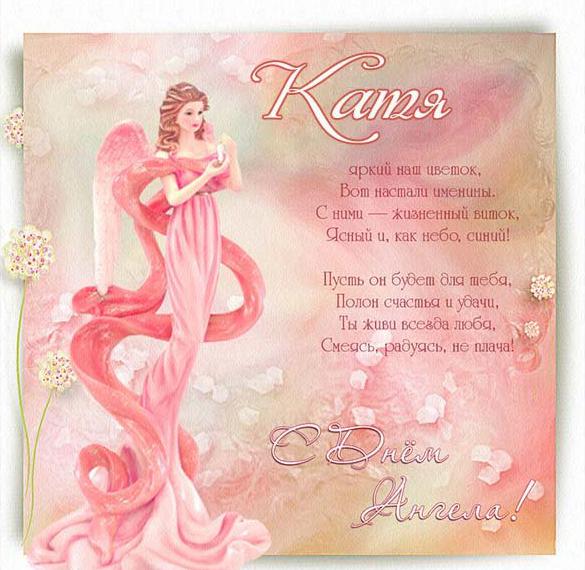 Катя
яркий наш цветок,
Вот настали именины.
С ними — жизненный виток,
Ясный и, как небо, синий!
Пусть он будет для тебя,
Полон счастья и удачи,
Ты живи всегда любя,
Смеясь, радуясь, не плача!
С Днём
Ангела!